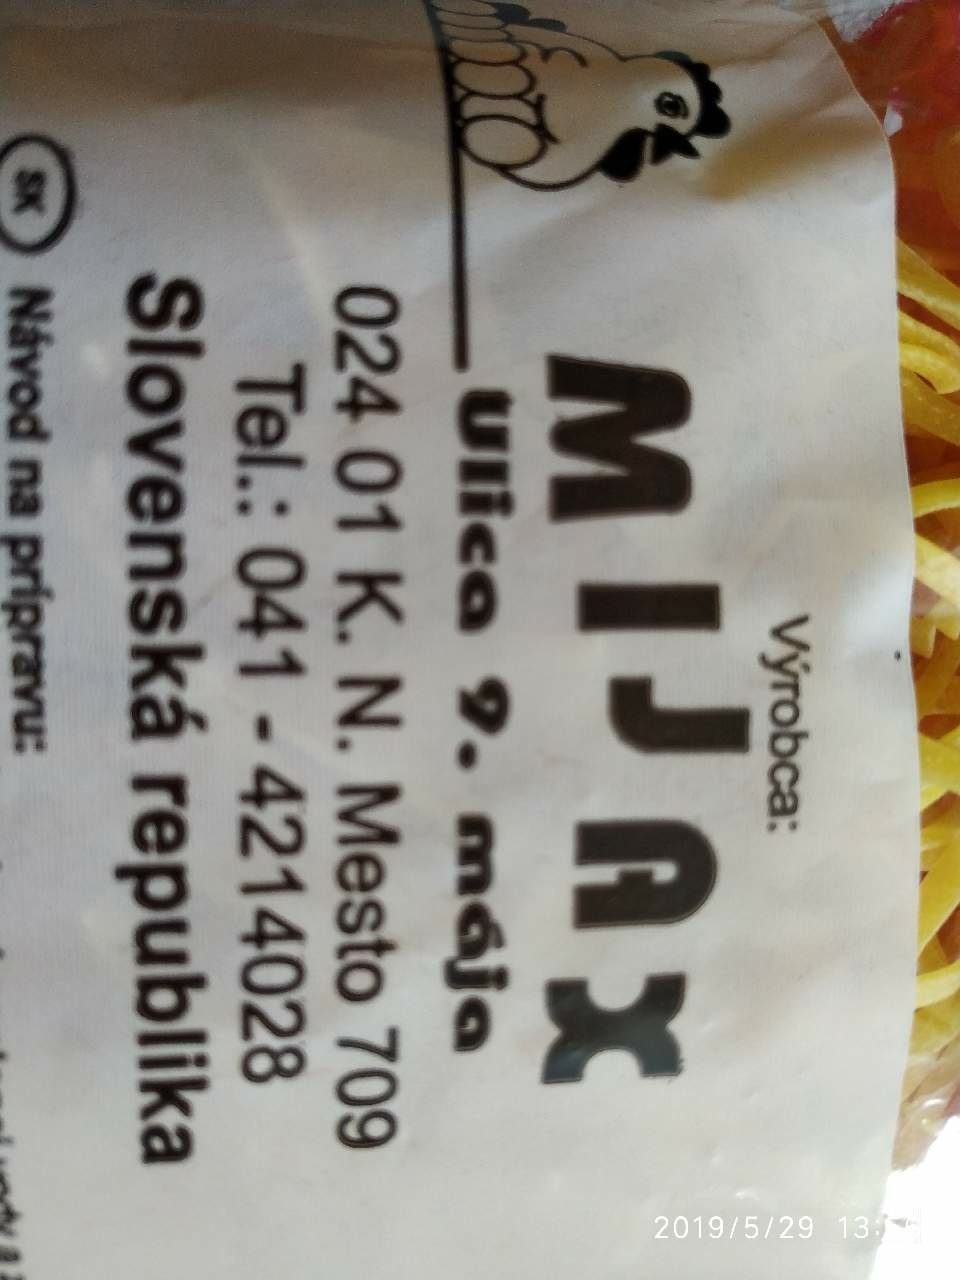 Výrobca:
MIJAX
Ulica 9. mája
024 01 K. N. Mesto 709
Tel.: 041 - 4214028
Slovenská republika
SK Návod na prípravu:
2019/5/29